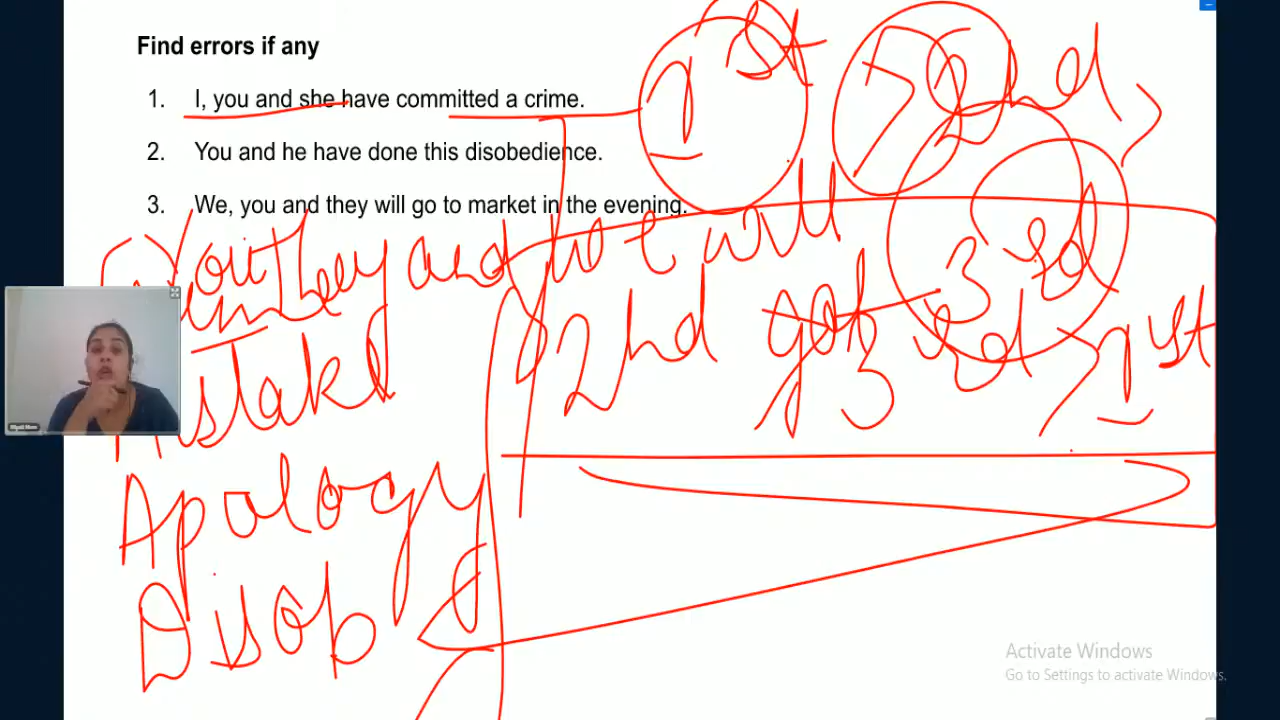 Find errors if any
1. I, you and she have committed a crime.
2. You and he have done this disobedience.
3. We, you and they will go to market in the evening.
1st > 2nd >
3rd
You they and we will
2nd go 3rd > 1st
Mistake
Apology
Disob
Activate Windows
Go to Settings to activate Windows.